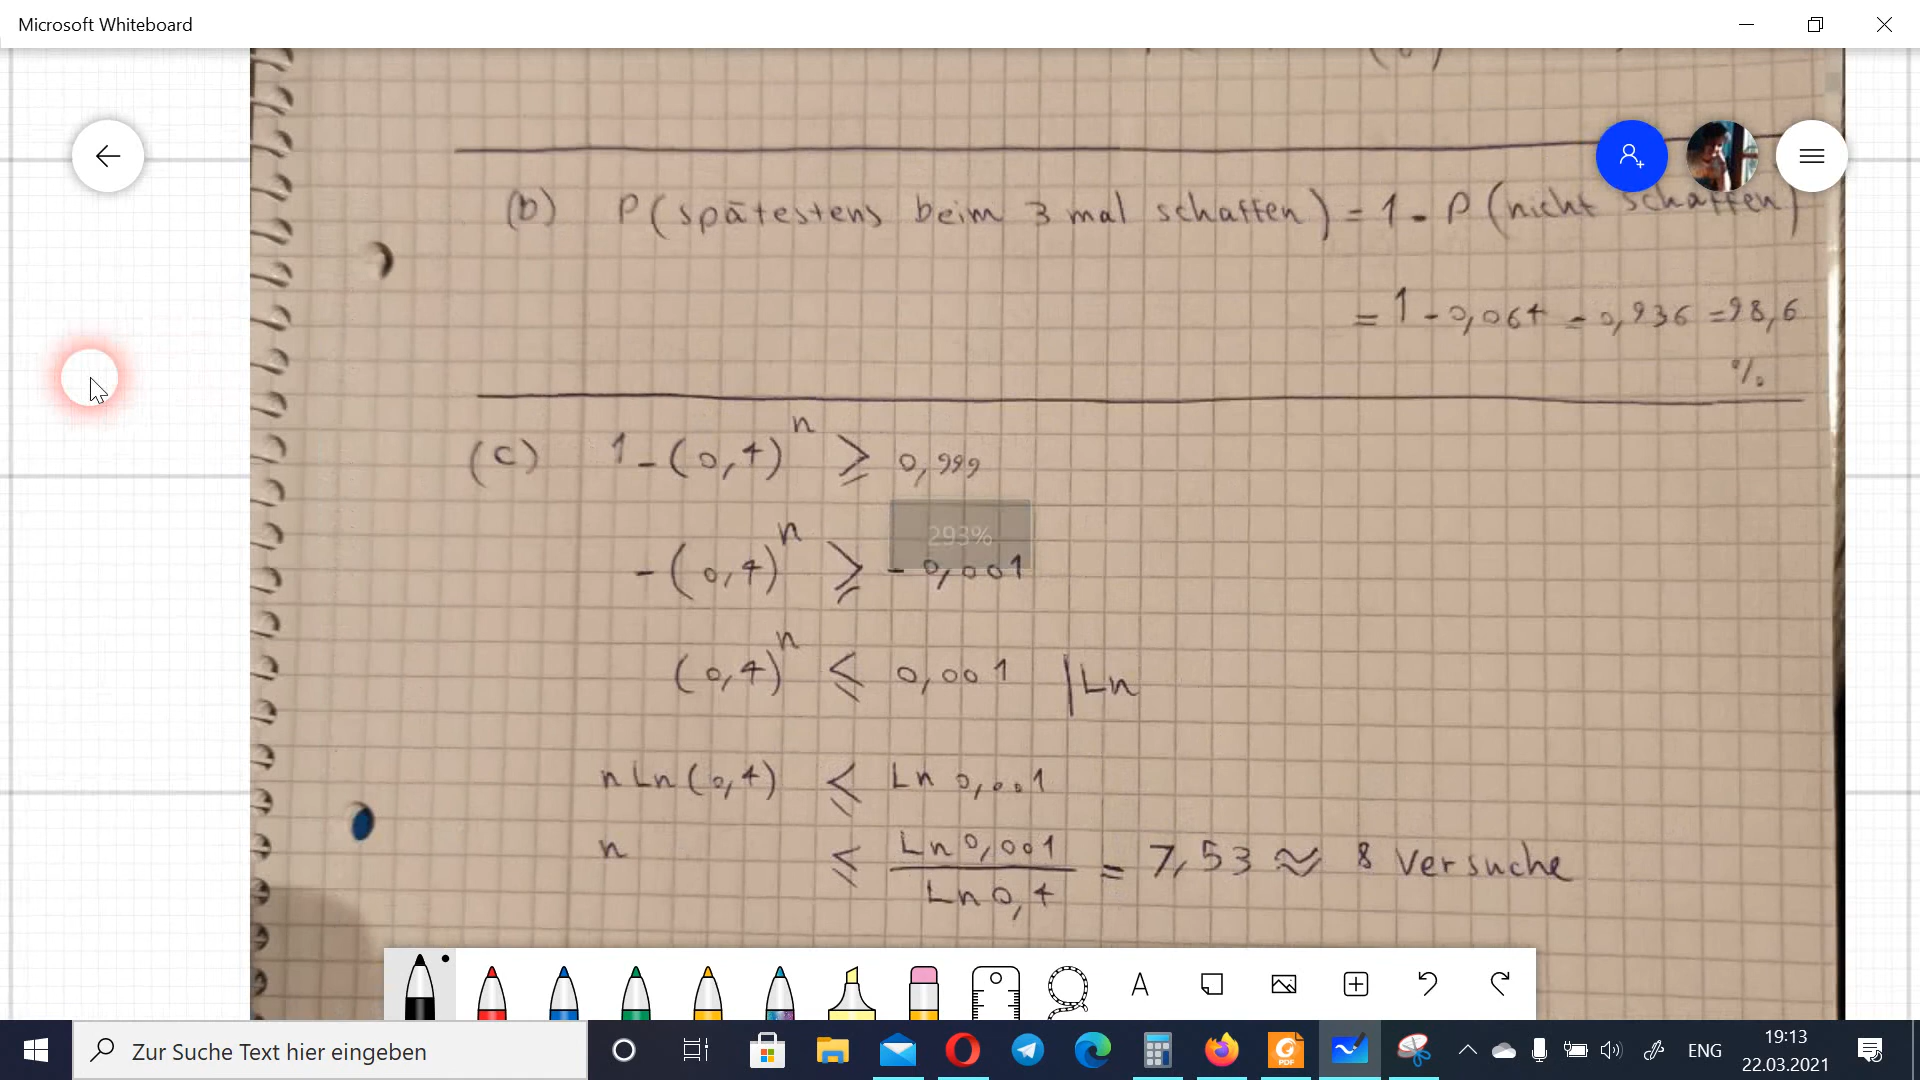 Microsoft Whiteboard
(b) P(spätestens beim 3 mal schaffen) = 1 - P(nicht schaffen)
= 1 - 0,064 = 0,936 = 98,6
%
(c) 1 - (0,4)^n ⩾ 0,999
293%
- (0,4)^n ⩾ - 0,001
(0,4)^n ⩽ 0,001 | Ln
n Ln (0,4) ⩽ Ln 0,001
n ⩽ Ln 0,001 / Ln 0,4 = 7,53 ≈ 8 Versuche
Zur Suche Text hier eingeben
PDF
ENG
19:13
22.03.2021